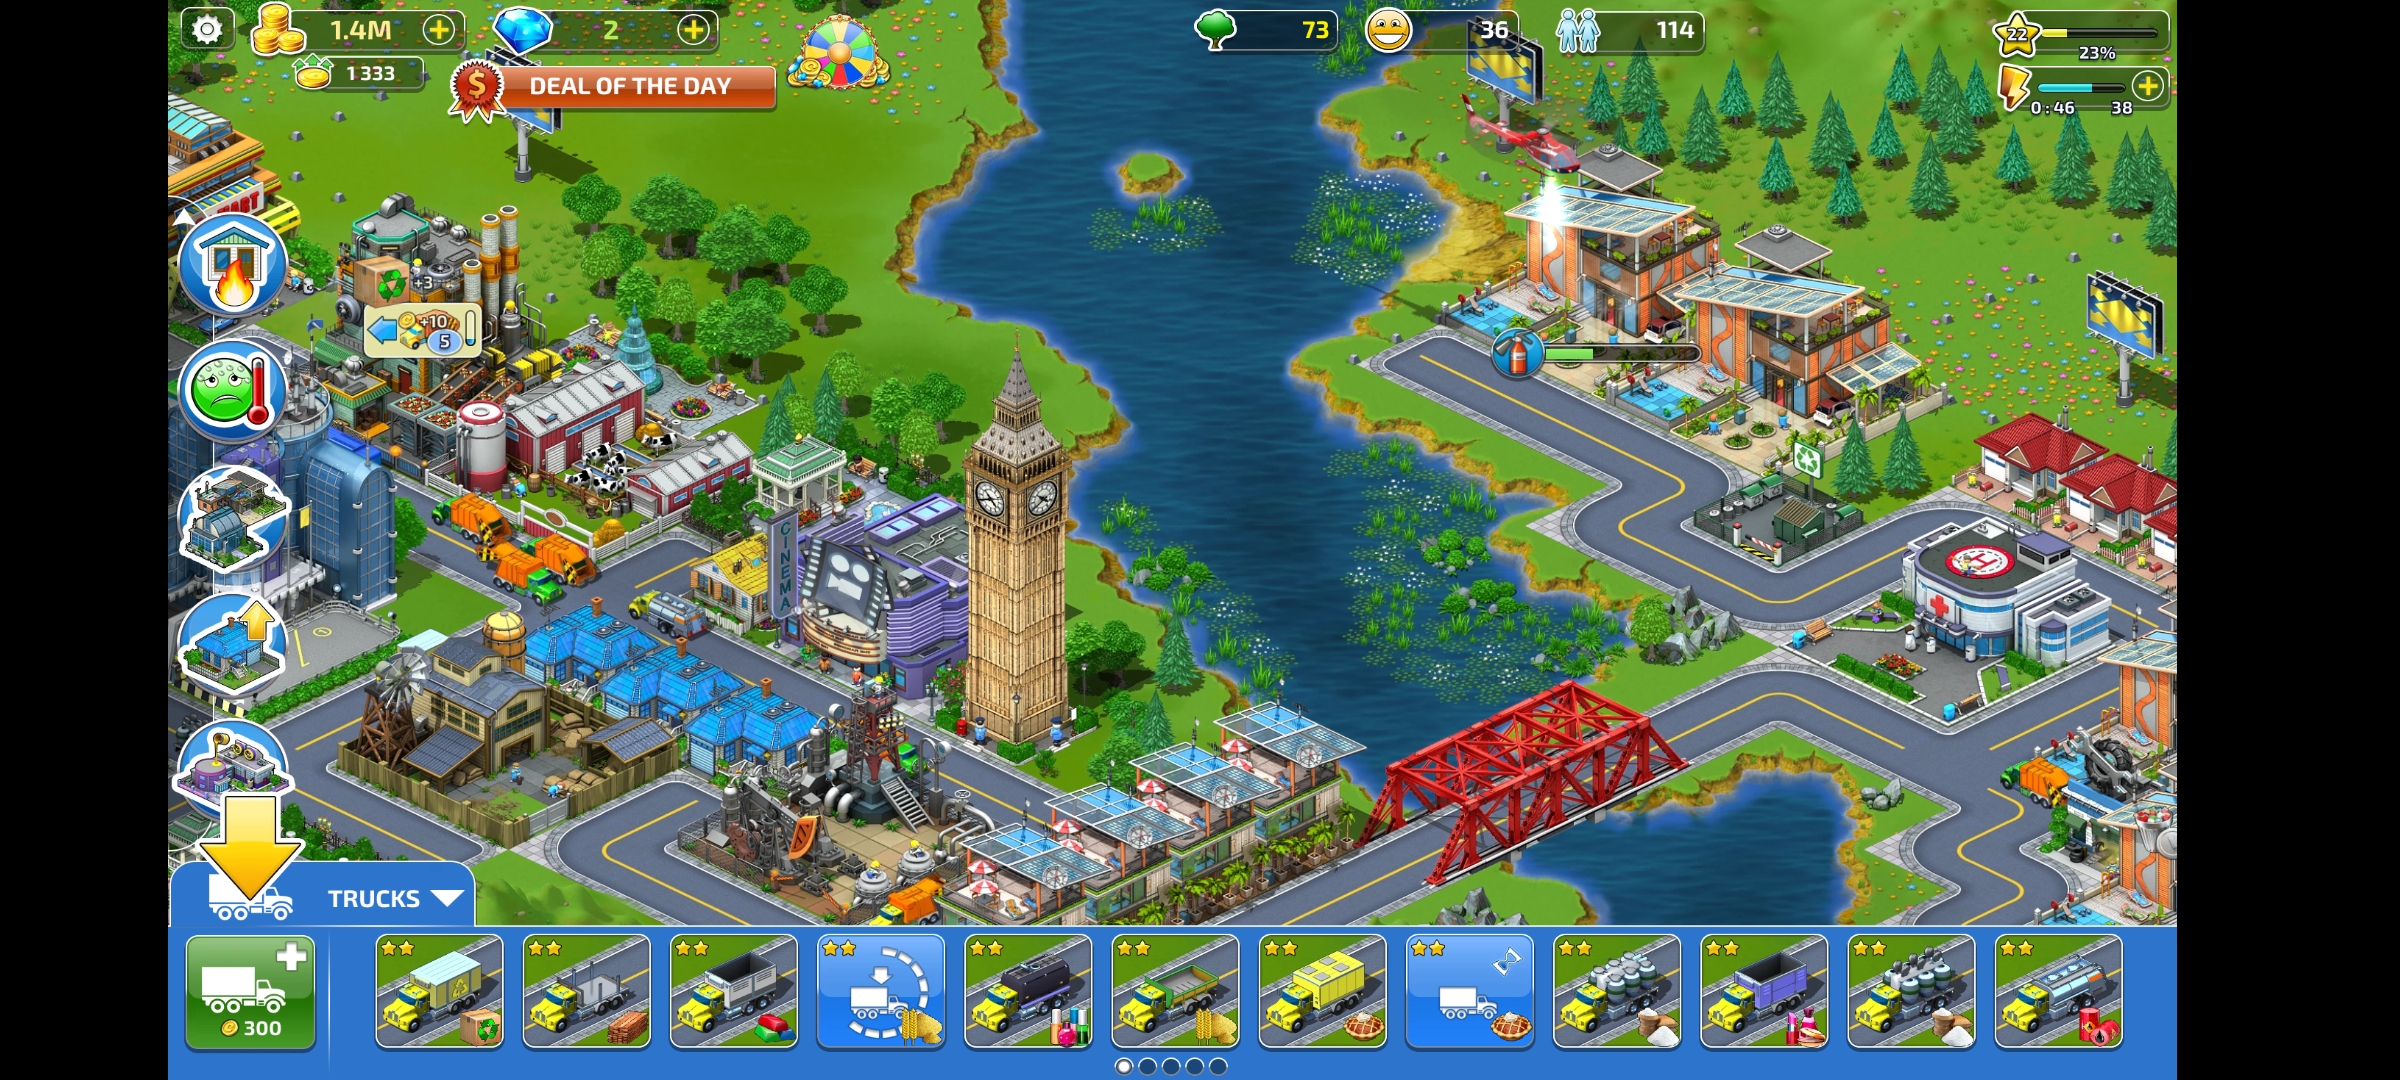 1.4M
2
73
36
114
22
23%
1 333
DEAL OF THE DAY
0 : 46
38
+3
+10
5
CINEMA
TRUCKS
300